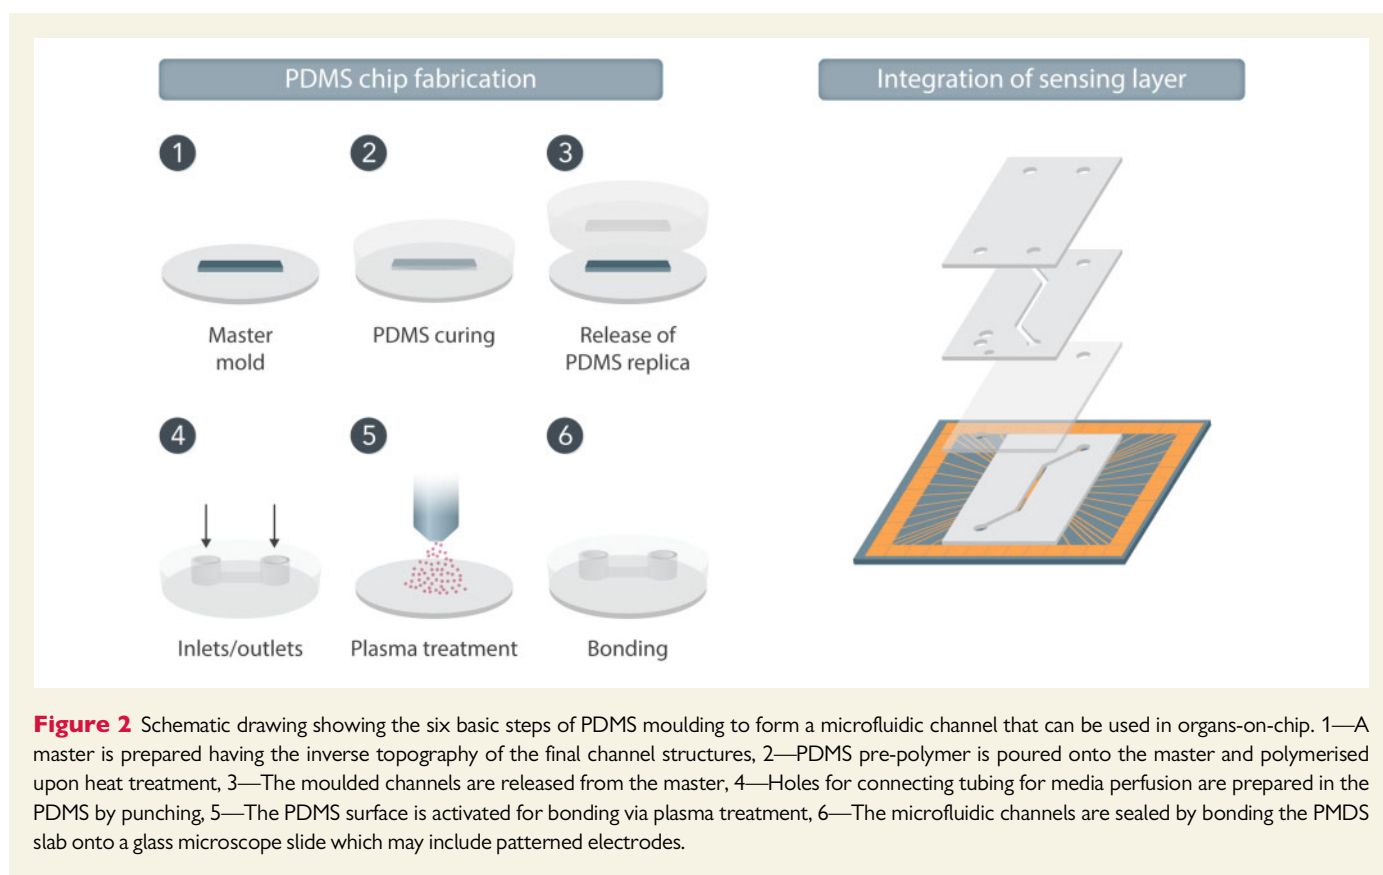 PDMS chip fabrication
Integration of sensing layer
1
2
3
Master
mold
PDMS curing
Release of
PDMS replica
4
5
6
Inlets/outlets
Plasma treatment
Bonding
Figure 2 Schematic drawing showing the six basic steps of PDMS moulding to form a microfluidic channel that can be used in organs-on-chip. 1—A
master is prepared having the inverse topography of the final channel structures, 2—PDMS pre-polymer is poured onto the master and polymerised
upon heat treatment, 3—The moulded channels are released from the master, 4—Holes for connecting tubing for media perfusion are prepared in the
PDMS by punching, 5—The PDMS surface is activated for bonding via plasma treatment, 6—The microfluidic channels are sealed by bonding the PMDS
slab onto a glass microscope slide which may include patterned electrodes.